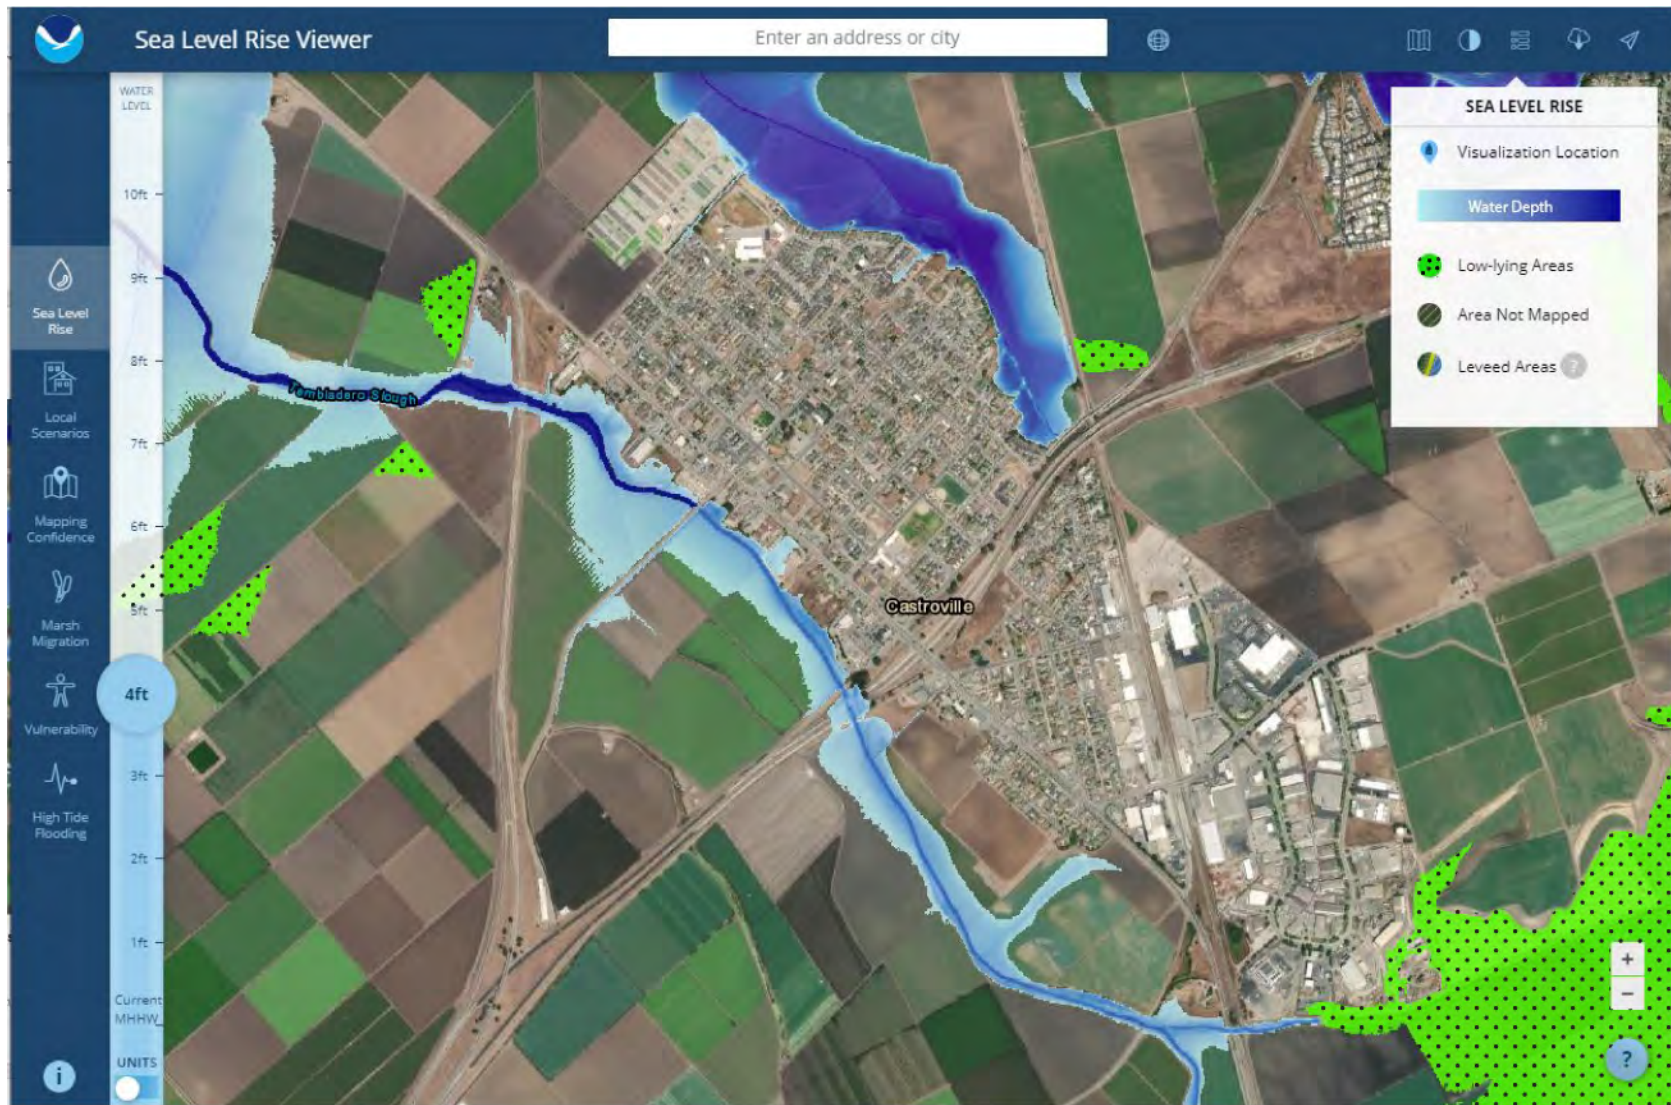 Sea Level Rise Viewer
Enter an address or city
WATER
LEVEL
10ft
9ft
8ft
7ft
6ft
5ft
4ft
3ft
2ft
1ft
Current
MHHW
UNITS
Sea Level
Rise
Local
Scenarios
Mapping
Confidence
Marsh
Migration
Vulnerability
High Tide
Flooding
i
Tembladero Slough
Castroville
SEA LEVEL RISE
Visualization Location
Water Depth
Low-lying Areas
Area Not Mapped
Leveed Areas ?
+
−
?